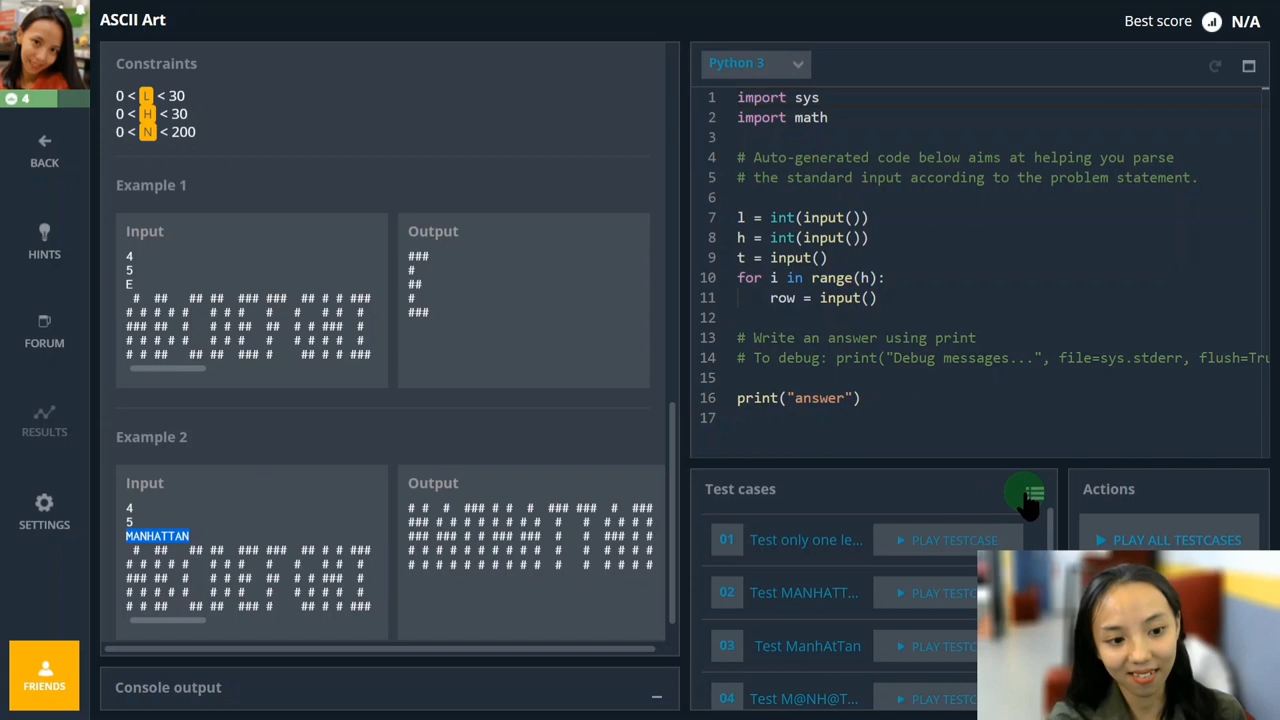 ASCII Art
Best score N/A
4
BACK
HINTS
FORUM
RESULTS
SETTINGS
FRIENDS
Constraints
0 < L < 30
0 < H < 30
0 < N < 200
Example 1
Input
4
5
E
 #  ##   ## ##  ### ###  ## # # ###
# # # # #   # # #   #   #   # #  #
### ##  #   # # ##  ##  # # ###  #
# # # # #   # # #   #   # # # #  #
# # ##   ## ##  ### #    ## # # ###
Output
###
#
##
#
###
Example 2
Input
4
5
MANHATTAN
 #  ##   ## ##  ### ###  ## # # ###
# # # # #   # # #   #   #   # #  #
### ##  #   # # ##  ##  # # ###  #
# # # # #   # # #   #   # # # #  #
# # ##   ## ##  ### #    ## # # ###
Output
Console output
Python 3
1 import sys
2 import math
3
4 # Auto-generated code below aims at helping you parse
5 # the standard input according to the problem statement.
6
7 l = int(input())
8 h = int(input())
9 t = input()
10 for i in range(h):
11 row = input()
12
13 # Write an answer using print
14 # To debug: print("Debug messages...", file=sys.stderr, flush=Tru
15
16 print("answer")
17
Test cases
01 Test only one le... PLAY TESTCASE
02 Test MANHATT... PLAY TESTC
03 Test ManhAtTan PLAY TESTC
04 Test M@NH@T... PLAY TESTC
Actions
PLAY ALL TESTCASES